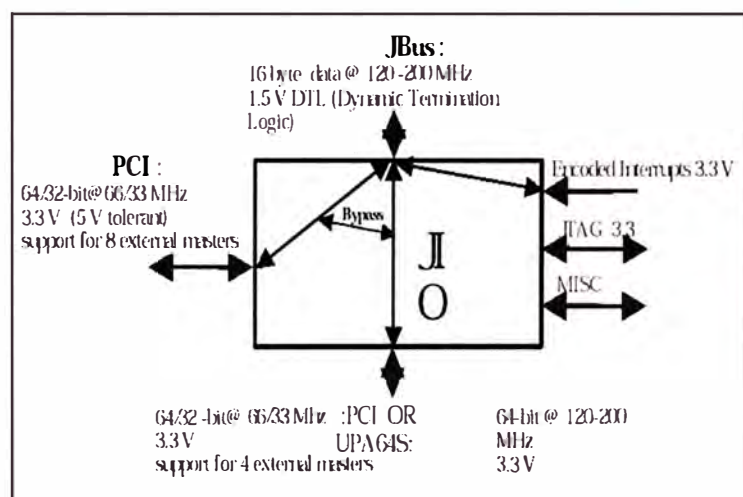 JBus :
16 byte data @ 120 -200 MHz
1.5 V DTL (Dynamic Termination
Logic)
PCI :
64/32-bit@ 66/33 MHz
3.3 V (5 V tolerant)
support for 8 external masters
Encoded Interrupts 3.3 V
Bypass
JTAG 3.3
JI
O
MISC
64/32 -bit@ 66/33 Mhz :PCI OR 64-bit @ 120-200
3.3 V UPA64S: MHz
support for 4 external masters 3.3 V